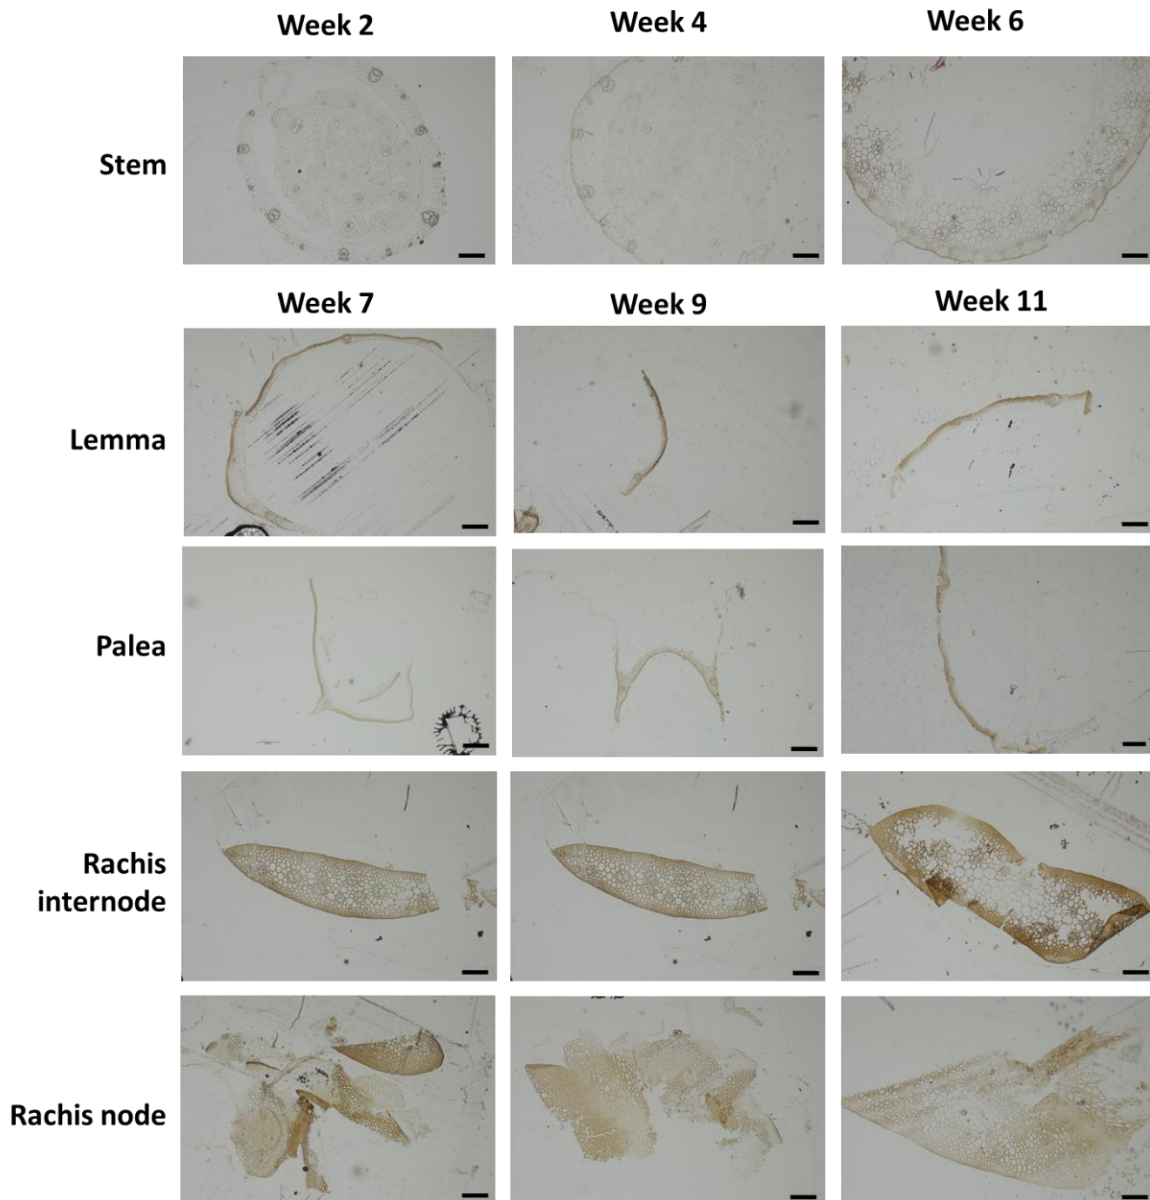 Week 2 Week 4 Week 6
Stem
Week 7 Week 9 Week 11
Lemma
Palea
Rachis
internode
Rachis node